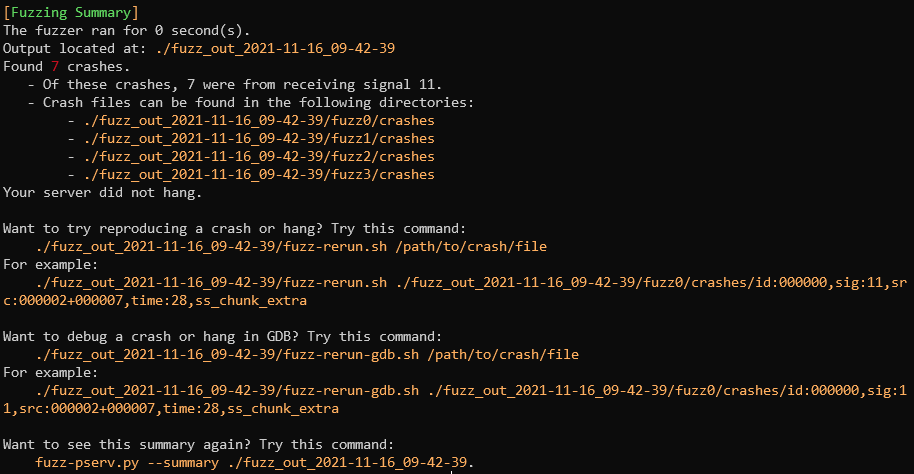 [Fuzzing Summary]
The fuzzer ran for 0 second(s).
Output located at: ./fuzz_out_2021-11-16_09-42-39
Found 7 crashes.
- Of these crashes, 7 were from receiving signal 11.
- Crash files can be found in the following directories:
- ./fuzz_out_2021-11-16_09-42-39/fuzz0/crashes
- ./fuzz_out_2021-11-16_09-42-39/fuzz1/crashes
- ./fuzz_out_2021-11-16_09-42-39/fuzz2/crashes
- ./fuzz_out_2021-11-16_09-42-39/fuzz3/crashes
Your server did not hang.
Want to try reproducing a crash or hang? Try this command:
./fuzz_out_2021-11-16_09-42-39/fuzz-rerun.sh /path/to/crash/file
For example:
./fuzz_out_2021-11-16_09-42-39/fuzz-rerun.sh ./fuzz_out_2021-11-16_09-42-39/fuzz0/crashes/id:000000,sig:11,sr
c:000002+000007,time:28,ss_chunk_extra
Want to debug a crash or hang in GDB? Try this command:
./fuzz_out_2021-11-16_09-42-39/fuzz-rerun-gdb.sh /path/to/crash/file
For example:
./fuzz_out_2021-11-16_09-42-39/fuzz-rerun-gdb.sh ./fuzz_out_2021-11-16_09-42-39/fuzz0/crashes/id:000000,sig:1
1,src:000002+000007,time:28,ss_chunk_extra
Want to see this summary again? Try this command:
fuzz-pserv.py --summary ./fuzz_out_2021-11-16_09-42-39.